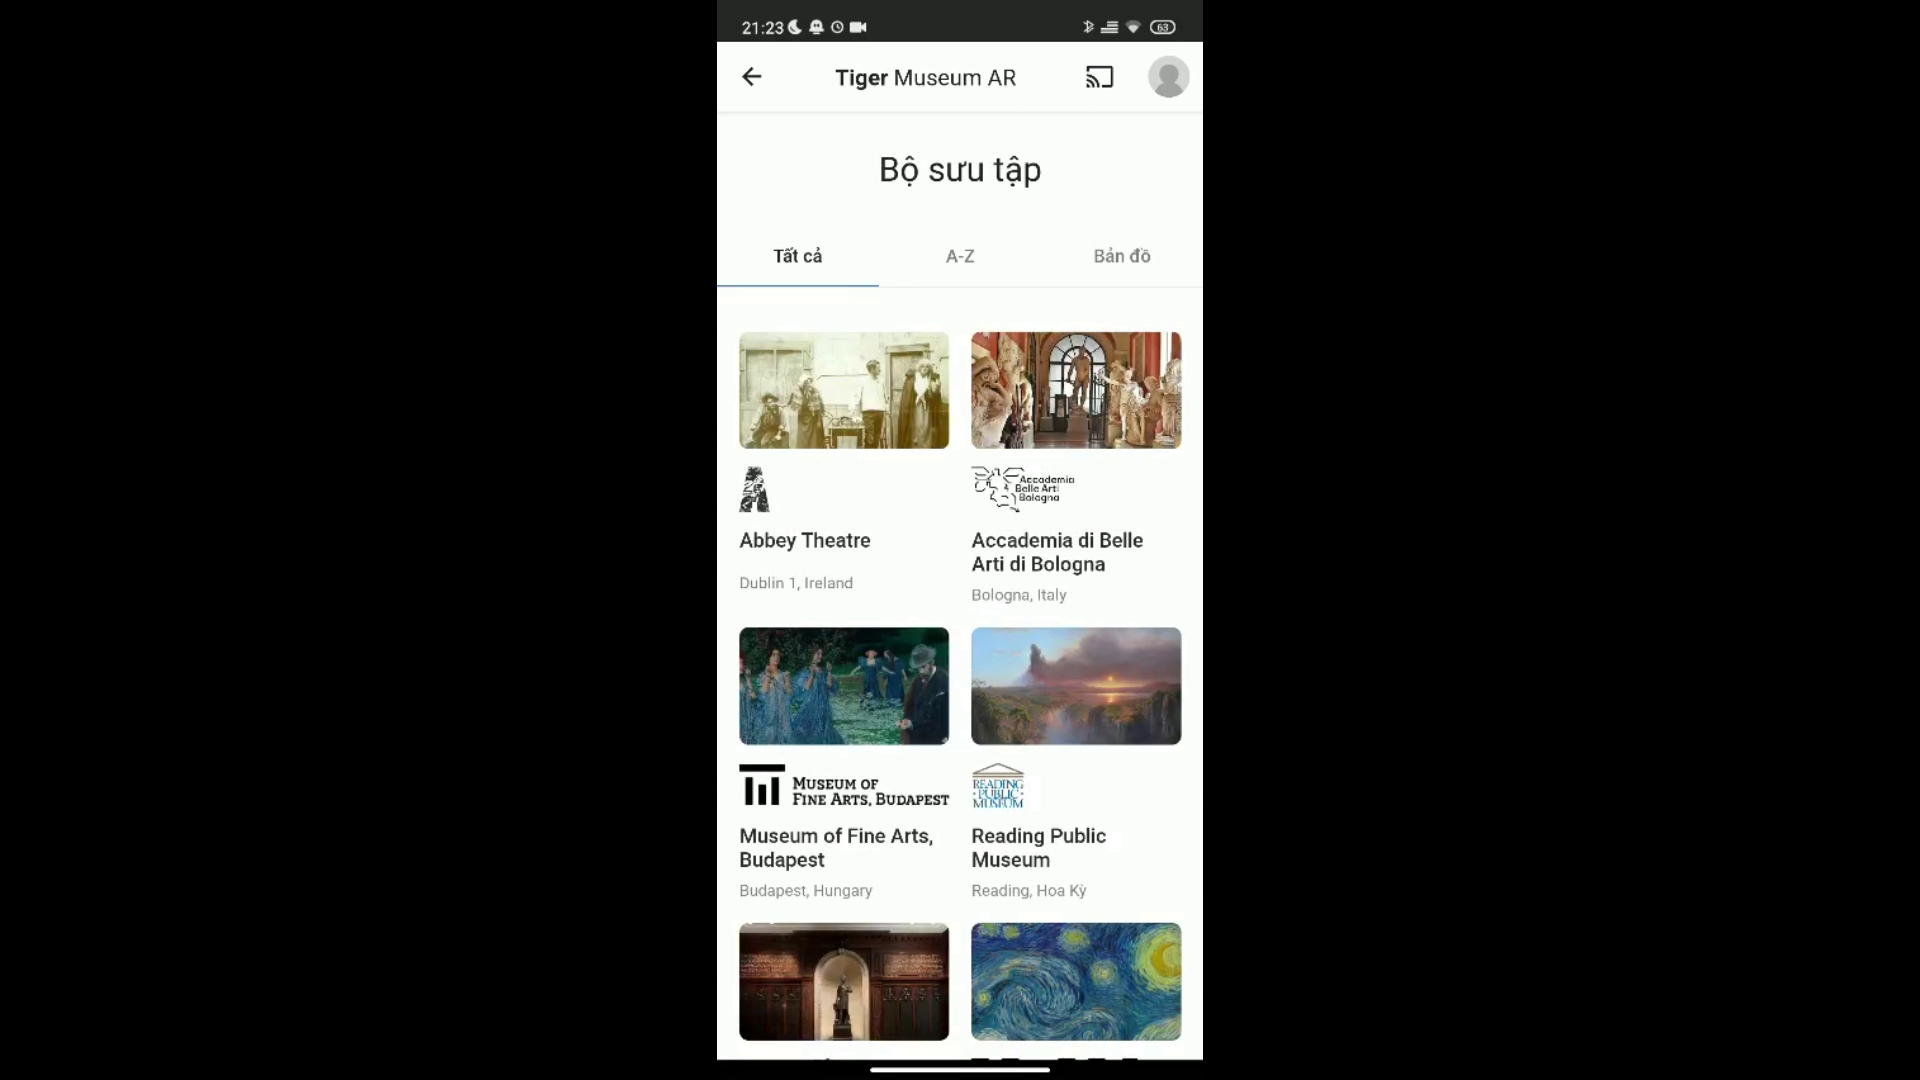 21:23
63
Tiger Museum AR
Bộ sưu tập
Tất cả
A-Z
Bản đồ
Accademia
Belle Arti
Bologna
Abbey Theatre
Accademia di Belle
Arti di Bologna
Dublin 1, Ireland
Bologna, Italy
MUSEUM OF
FINE ARTS, BUDAPEST
READING
PUBLIC
MUSEUM
Museum of Fine Arts,
Budapest
Reading Public
Museum
Budapest, Hungary
Reading, Hoa Kỳ